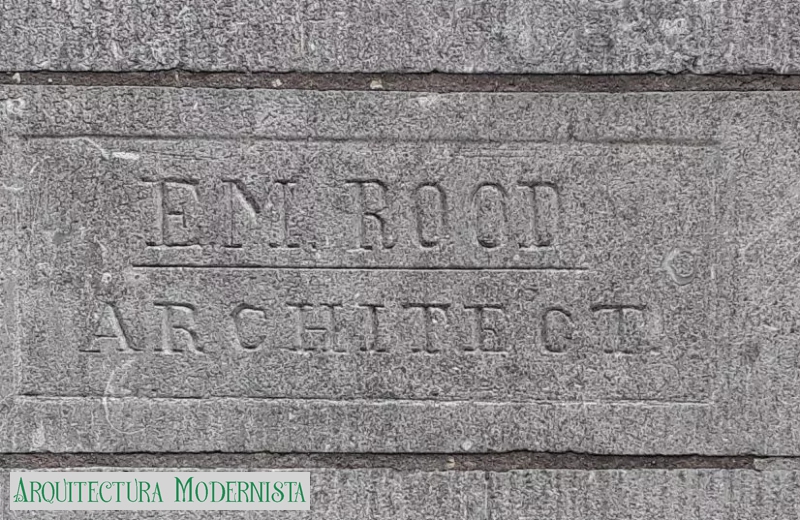 E.M. ROOD
ARCHITECT.
Arquitectura Modernista